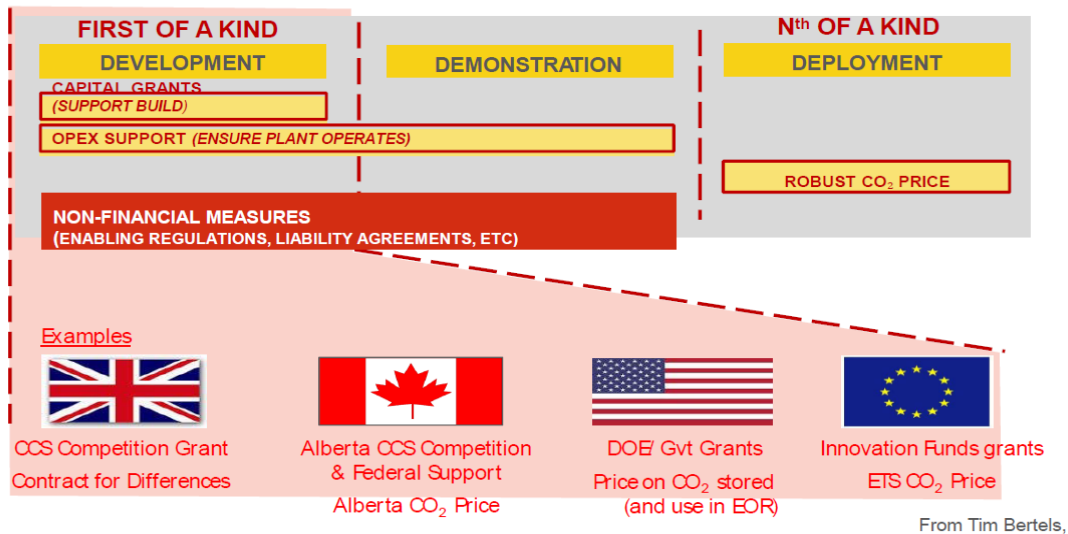 FIRST OF A KIND
Nth OF A KIND
DEVELOPMENT
DEMONSTRATION
DEPLOYMENT
CAPITAL GRANTS
(SUPPORT BUILD)
OPEX SUPPORT (ENSURE PLANT OPERATES)
ROBUST CO2 PRICE
NON-FINANCIAL MEASURES
(ENABLING REGULATIONS, LIABILITY AGREEMENTS, ETC)
Examples
CCS Competition Grant
Contract for Differences
Alberta CCS Competition
& Federal Support
Alberta CO2 Price
DOE/ Gvt Grants
Price on CO2 stored
(and use in EOR)
Innovation Funds grants
ETS CO2 Price
From Tim Bertels,